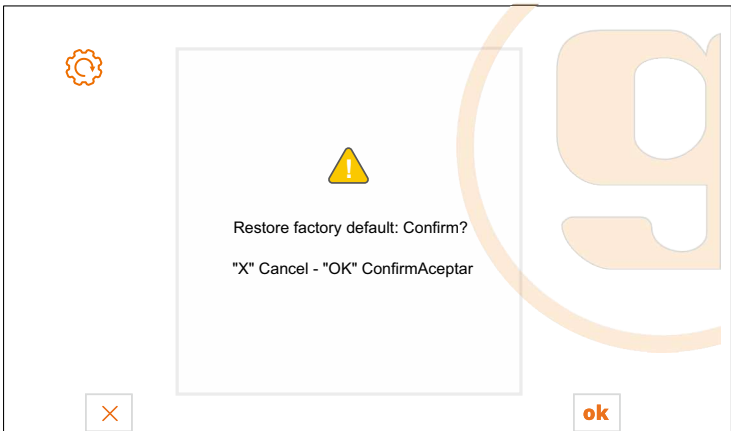 Restore factory default: Confirm?
"X" Cancel - "OK" ConfirmAceptar
ok